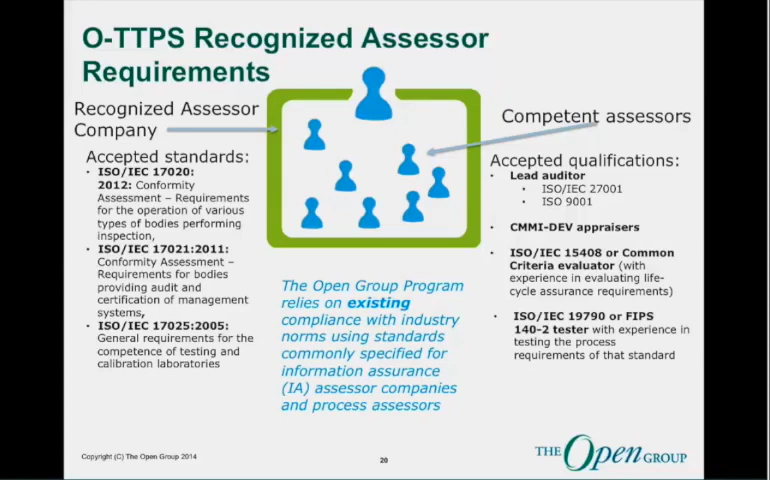 O-TTPS Recognized Assessor
Requirements
Recognized Assessor
Company
Accepted standards:
• ISO/IEC 17020:
2012: Conformity
Assessment – Requirements
for the operation of various
types of bodies performing
inspection,
• ISO/IEC 17021:2011:
Conformity Assessment –
Requirements for bodies
providing audit and
certification of management
systems,
• ISO/IEC 17025:2005:
General requirements for the
competence of testing and
calibration laboratories
The Open Group Program
relies on existing
compliance with industry
norms using standards
commonly specified for
information assurance
(IA) assessor companies
and process assessors
Competent assessors
Accepted qualifications:
• Lead auditor
• ISO/IEC 27001
• ISO 9001
• CMMI-DEV appraisers
• ISO/IEC 15408 or Common
Criteria evaluator (with
experience in evaluating life-
cycle assurance requirements)
• ISO/IEC 19790 or FIPS
140-2 tester with experience in
testing the process
requirements of that standard
Copyright (C) The Open Group 2014
20
THE Open GROUP